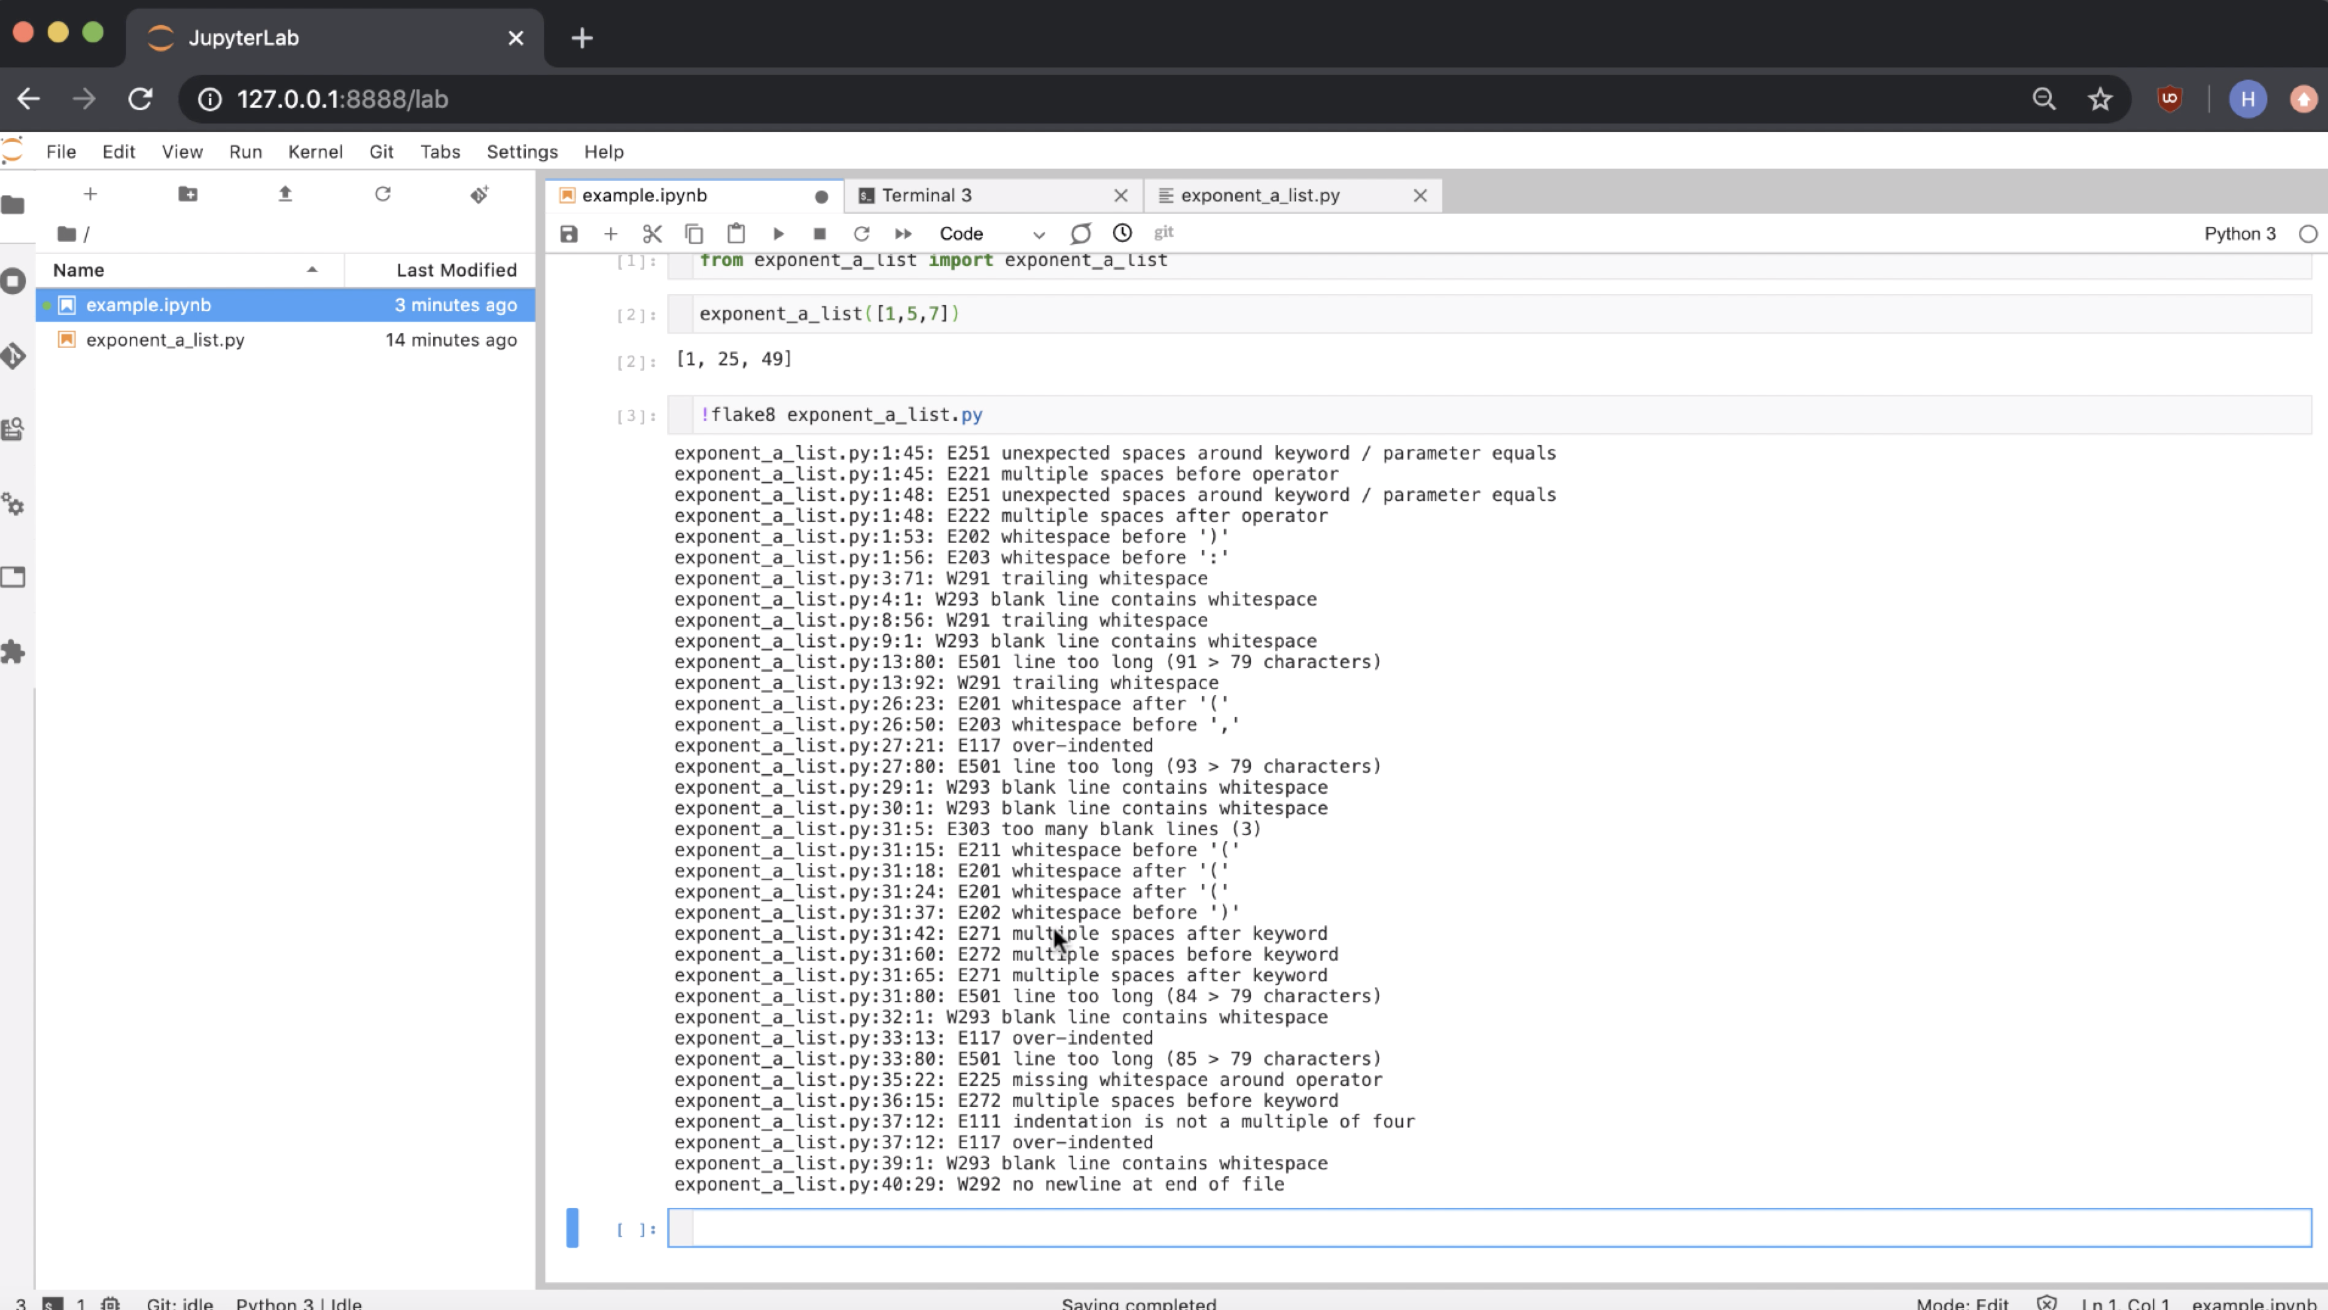 JupyterLab
127.0.0.1:8888/lab
H
File Edit View Run Kernel Git Tabs Settings Help
example.ipynb Terminal 3 exponent_a_list.py
/
Code git Python 3
Name Last Modified
example.ipynb 3 minutes ago
exponent_a_list.py 14 minutes ago
[1]: from exponent_a_list import exponent_a_list
[2]: exponent_a_list([1,5,7])
[2]: [1, 25, 49]
[3]: !flake8 exponent_a_list.py
exponent_a_list.py:1:45: E251 unexpected spaces around keyword / parameter equals
exponent_a_list.py:1:45: E221 multiple spaces before operator
exponent_a_list.py:1:48: E251 unexpected spaces around keyword / parameter equals
exponent_a_list.py:1:48: E222 multiple spaces after operator
exponent_a_list.py:1:53: E202 whitespace before ')'
exponent_a_list.py:1:56: E203 whitespace before ':'
exponent_a_list.py:3:71: W291 trailing whitespace
exponent_a_list.py:4:1: W293 blank line contains whitespace
exponent_a_list.py:8:56: W291 trailing whitespace
exponent_a_list.py:9:1: W293 blank line contains whitespace
exponent_a_list.py:13:80: E501 line too long (91 > 79 characters)
exponent_a_list.py:13:92: W291 trailing whitespace
exponent_a_list.py:26:23: E201 whitespace after '('
exponent_a_list.py:26:50: E203 whitespace before ','
exponent_a_list.py:27:21: E117 over-indented
exponent_a_list.py:27:80: E501 line too long (93 > 79 characters)
exponent_a_list.py:29:1: W293 blank line contains whitespace
exponent_a_list.py:30:1: W293 blank line contains whitespace
exponent_a_list.py:31:5: E303 too many blank lines (3)
exponent_a_list.py:31:15: E211 whitespace before '('
exponent_a_list.py:31:18: E201 whitespace after '('
exponent_a_list.py:31:24: E201 whitespace after '('
exponent_a_list.py:31:37: E202 whitespace before ')'
exponent_a_list.py:31:42: E271 multiple spaces after keyword
exponent_a_list.py:31:60: E272 multiple spaces before keyword
exponent_a_list.py:31:65: E271 multiple spaces after keyword
exponent_a_list.py:31:80: E501 line too long (84 > 79 characters)
exponent_a_list.py:32:1: W293 blank line contains whitespace
exponent_a_list.py:33:13: E117 over-indented
exponent_a_list.py:33:80: E501 line too long (85 > 79 characters)
exponent_a_list.py:35:22: E225 missing whitespace around operator
exponent_a_list.py:36:15: E272 multiple spaces before keyword
exponent_a_list.py:37:12: E111 indentation is not a multiple of four
exponent_a_list.py:37:12: E117 over-indented
exponent_a_list.py:39:1: W293 blank line contains whitespace
exponent_a_list.py:40:29: W292 no newline at end of file
[ ]:
3 1 Git: idle Python 3 | Idle Saving completed Mode: Edit Ln 1, Col 1 example.ipynb